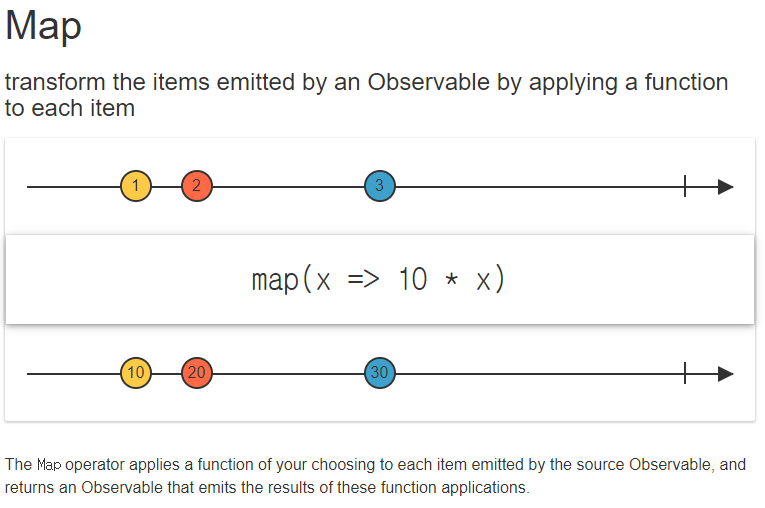 Map
transform the items emitted by an Observable by applying a function
to each item
1 2 3
map(x => 10 * x)
10 20 30
The Map operator applies a function of your choosing to each item emitted by the source Observable, and
returns an Observable that emits the results of these function applications.